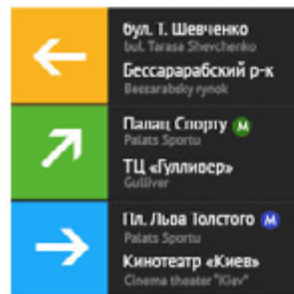 бул. Т. Шевченко
bul. Tarasa Shevchenko
Бессарарабский р-к
Bessarabsky rynok
Палац Спорту М
Palats Sportu
ТЦ «Гулливер»
Gulliver
Пл. Льва Толстого М
Palats Sportu
Кинотеатр «Киев»
Cinema theater "Kiev"